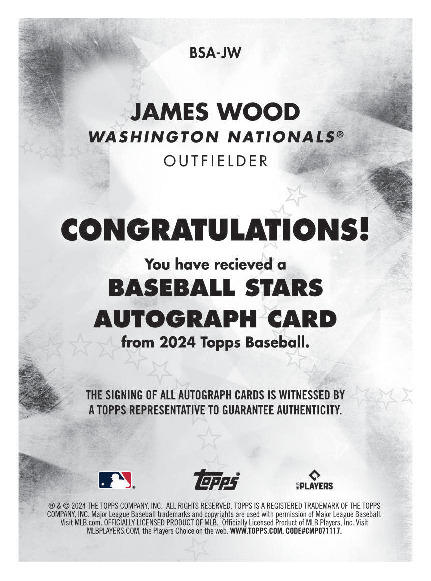 BSA-JW
JAMES WOOD
WASHINGTON NATIONALS®
OUTFIELDER
CONGRATULATIONS!
You have recieved a
BASEBALL STARS
AUTOGRAPH CARD
from 2024 Topps Baseball.
THE SIGNING OF ALL AUTOGRAPH CARDS IS WITNESSED BY
A TOPPS REPRESENTATIVE TO GUARANTEE AUTHENTICITY.
topps PLAYERS
® & © 2024 THE TOPPS COMPANY, INC. ALL RIGHTS RESERVED. TOPPS IS A REGISTERED TRADEMARK OF THE TOPPS
COMPANY, INC. Major League Baseball trademarks and copyrights are used with permission of Major League Baseball.
Visit MLB.com. OFFICIALLY LICENSED PRODUCT OF MLB. Officially Licensed Product of MLB Players, Inc. Visit
MLBPLAYERS.COM, the Players Choice on the web. WWW.TOPPS.COM. CODE#CMP071117.